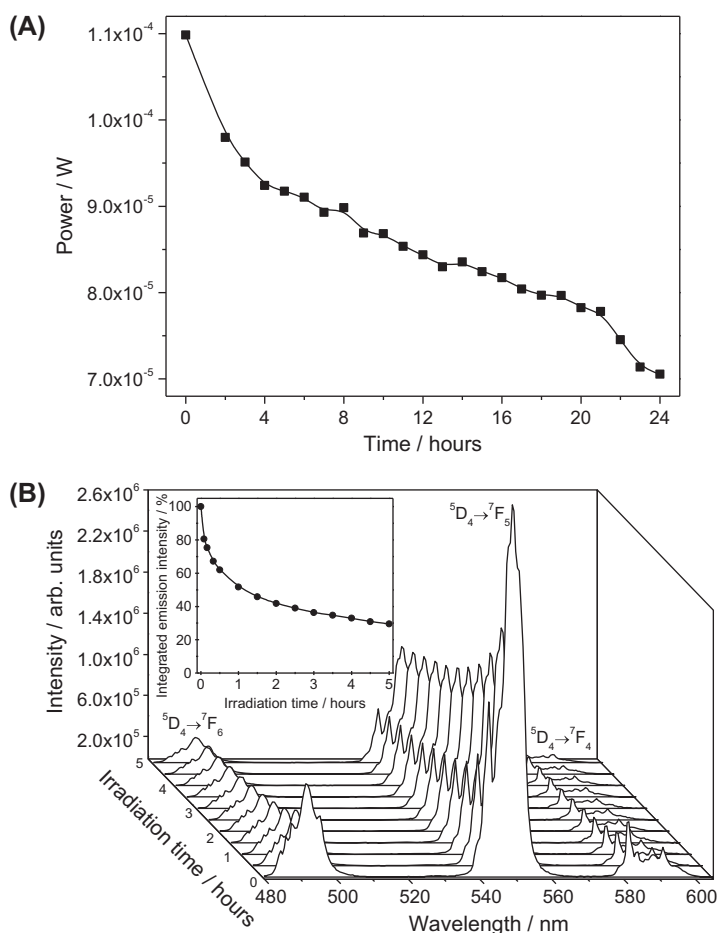 (A)
1.1x10⁻⁴
1.0x10⁻⁴
9.0x10⁻⁵
8.0x10⁻⁵
7.0x10⁻⁵
Power / W
0 4 8 12 16 20 24
Time / hours
(B)
2.6x10⁶
2.2x10⁶
1.8x10⁶
1.4x10⁶
1.0x10⁶
6.0x10⁵
2.0x10⁵
Intensity / arb. units
100
80
60
40
20
0
Integrated emission intensity / %
0 1 2 3 4 5
Irradiation time / hours
⁵D₄→⁷F₅
⁵D₄→⁷F₆
⁵D₄→⁷F₄
5
4
3
2
1
0
Irradiation time / hours
480 500 520 540 560 580 600
Wavelength / nm